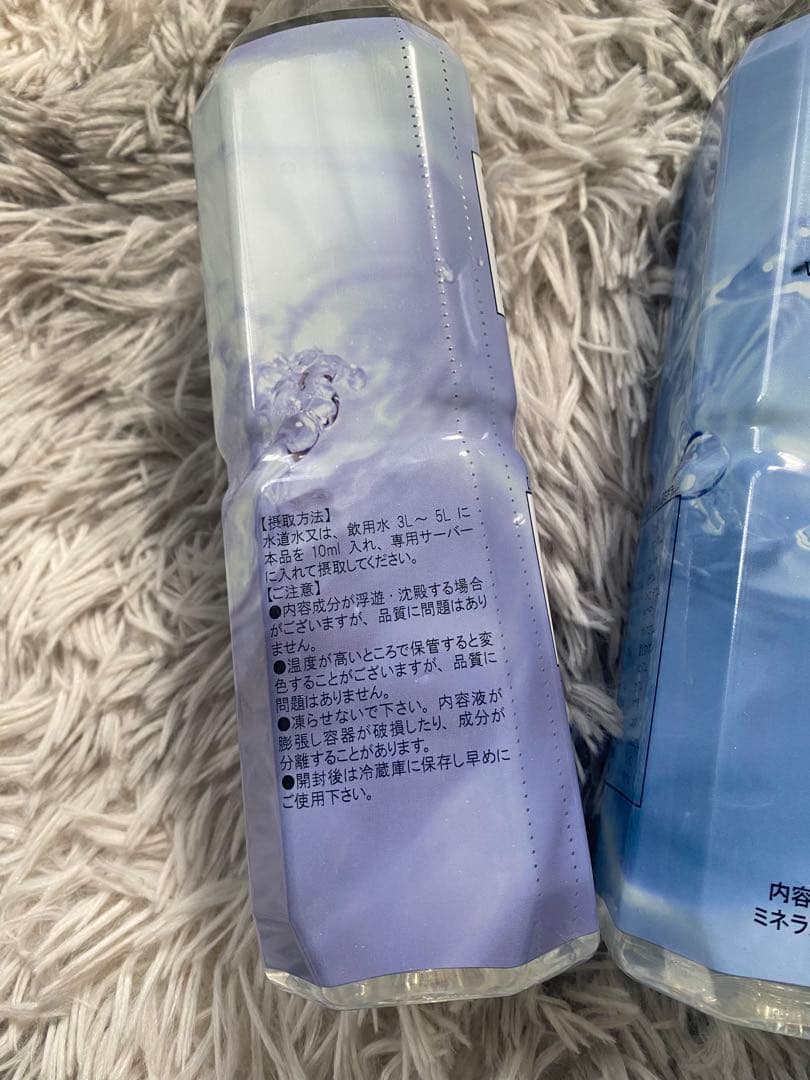 【摂取方法】
水道水又は、飲用水 3L～ 5L に
本品を 10ml 入れ、専用サーバー
に入れて摂取してください。
【ご注意】
●内容成分が浮遊・沈殿する場合
がございますが、品質に問題はあり
ません。
●温度が高いところで保管すると変
色することがございますが、品質に
問題はありません。
●凍らせないで下さい。内容液が
膨張し容器が破損したり、成分が
分離することがあります。
●開封後は冷蔵庫に保存し早めに
ご使用下さい。
内容
ミネラ